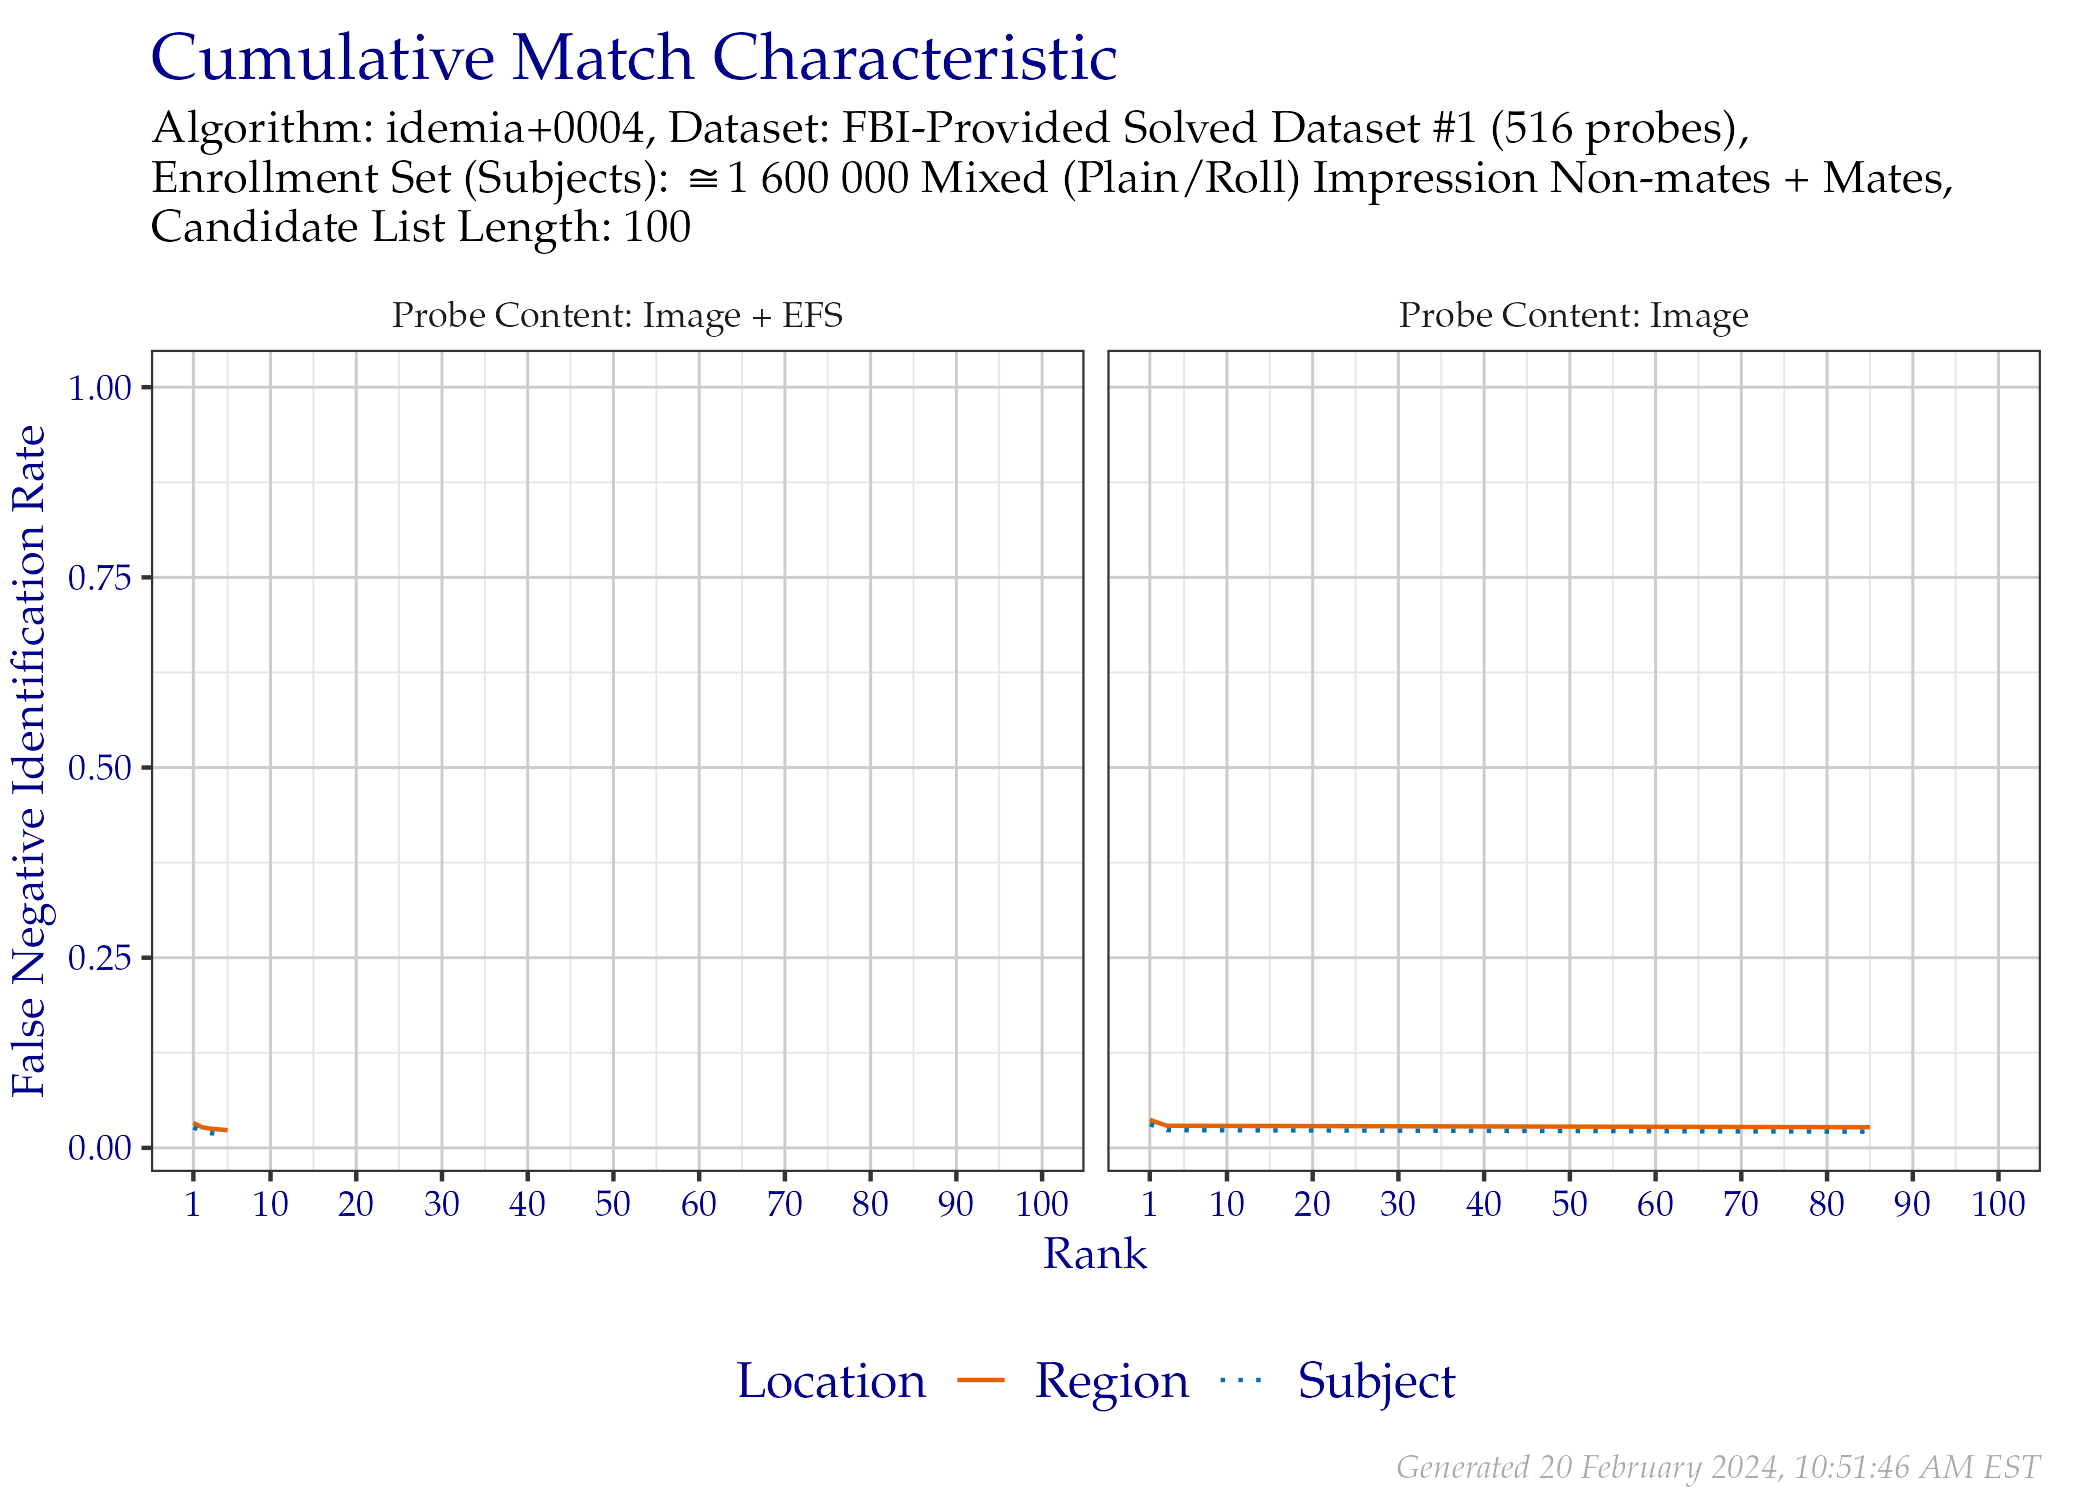 Cumulative Match Characteristic
Algorithm: idemia+0004, Dataset: FBI-Provided Solved Dataset #1 (516 probes),
Enrollment Set (Subjects): ≅1 600 000 Mixed (Plain/Roll) Impression Non-mates + Mates,
Candidate List Length: 100
Probe Content: Image + EFS
Probe Content: Image
False Negative Identification Rate
1.00
0.75
0.50
0.25
0.00
1 10 20 30 40 50 60 70 80 90 100
1 10 20 30 40 50 60 70 80 90 100
Rank
Location Region Subject
Generated 20 February 2024, 10:51:46 AM EST